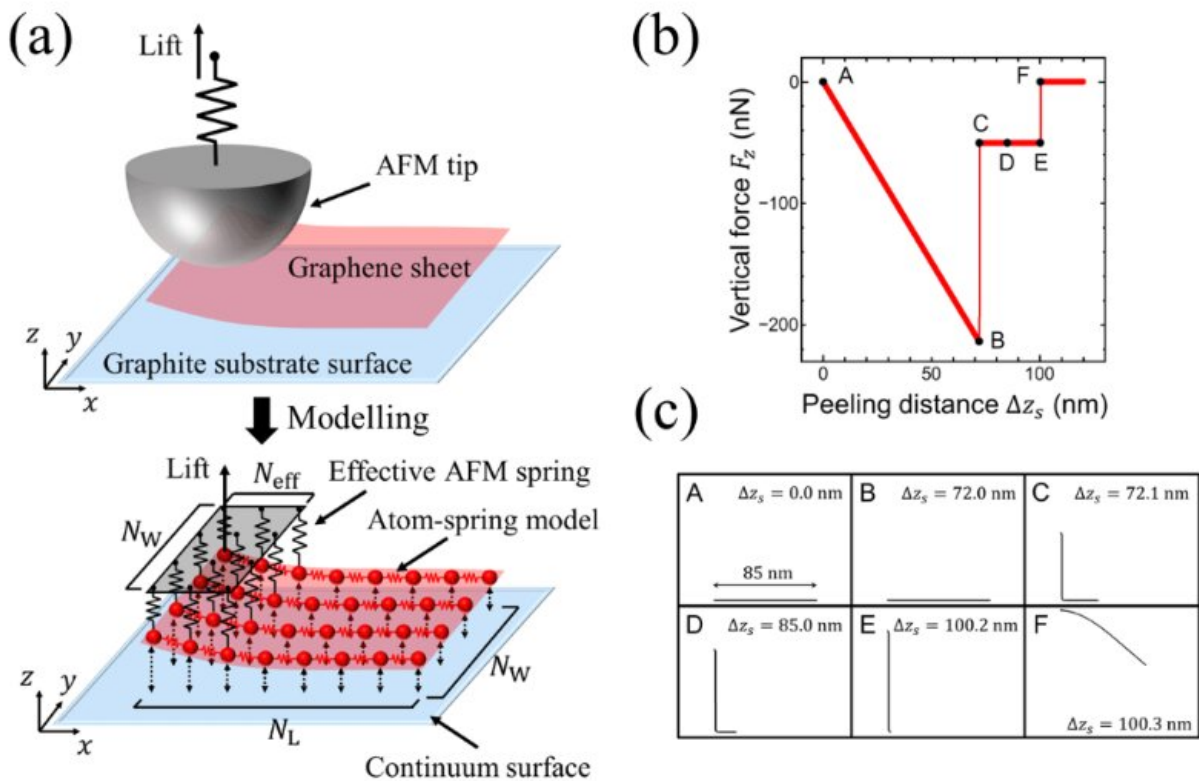 (a)
Lift
AFM tip
Graphene sheet
Graphite substrate surface
z
y
x
Modelling
Lift
N_eff
Effective AFM spring
Atom-spring model
N_W
N_W
N_L
z
y
x
Continuum surface
(b)
Vertical force F_z (nN)
0
−100
−200
A
B
C
D
E
F
0
50
100
Peeling distance Δz_s (nm)
(c)
A
Δz_s = 0.0 nm
85 nm
B
Δz_s = 72.0 nm
C
Δz_s = 72.1 nm
D
Δz_s = 85.0 nm
E
Δz_s = 100.2 nm
F
Δz_s = 100.3 nm